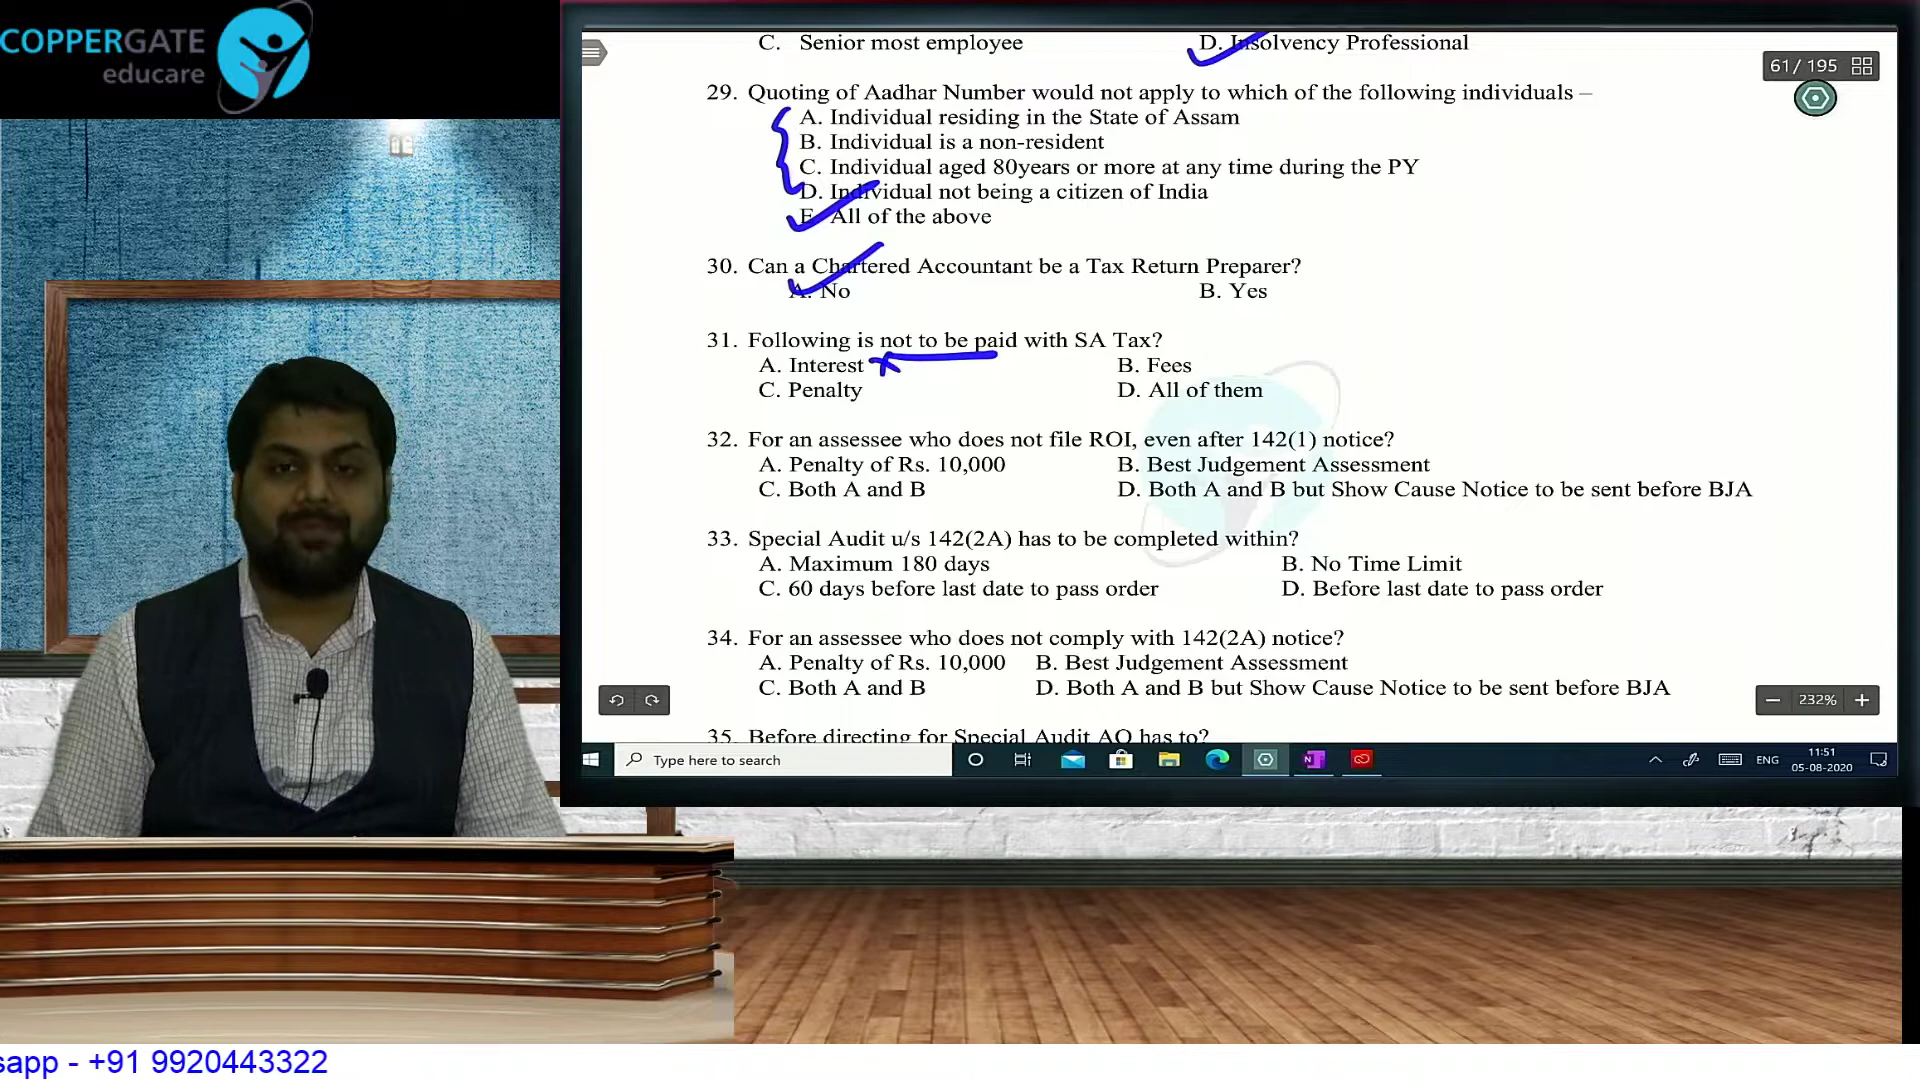 COPPERGATE
educare
C. Senior most employee D. Insolvency Professional
61 / 195
29. Quoting of Aadhar Number would not apply to which of the following individuals –
A. Individual residing in the State of Assam
B. Individual is a non-resident
C. Individual aged 80years or more at any time during the PY
D. Individual not being a citizen of India
E. All of the above
30. Can a Chartered Accountant be a Tax Return Preparer?
A. No B. Yes
31. Following is not to be paid with SA Tax?
A. Interest B. Fees
C. Penalty D. All of them
32. For an assessee who does not file ROI, even after 142(1) notice?
A. Penalty of Rs. 10,000 B. Best Judgement Assessment
C. Both A and B D. Both A and B but Show Cause Notice to be sent before BJA
33. Special Audit u/s 142(2A) has to be completed within?
A. Maximum 180 days B. No Time Limit
C. 60 days before last date to pass order D. Before last date to pass order
34. For an assessee who does not comply with 142(2A) notice?
A. Penalty of Rs. 10,000 B. Best Judgement Assessment
C. Both A and B D. Both A and B but Show Cause Notice to be sent before BJA
232%
35. Before directing for Special Audit AO has to?
Type here to search
ENG
11:51
05-08-2020
sapp - +91 9920443322